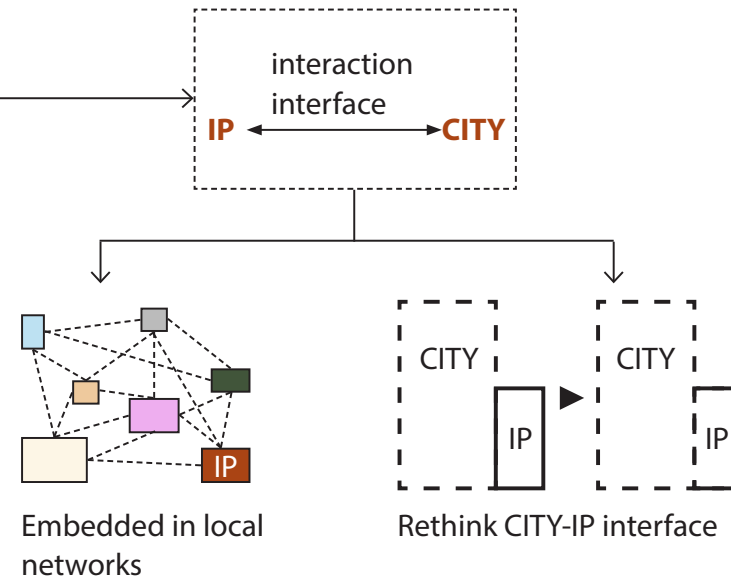 interaction
interface
IP CITY
CITY CITY
IP IP
IP
Embedded in local
networks
Rethink CITY-IP interface